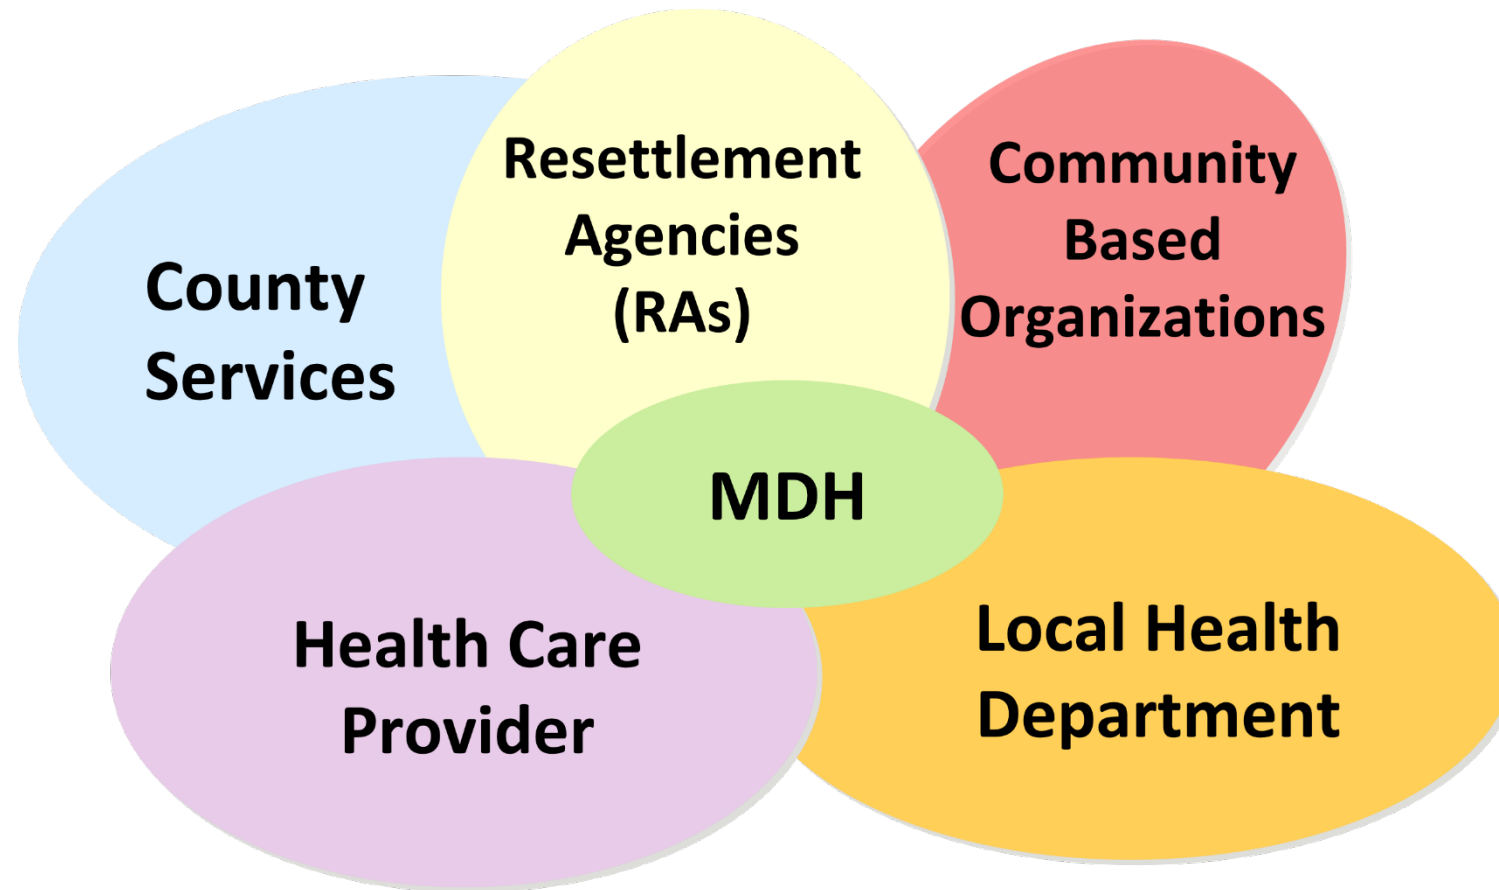 Resettlement
Agencies
(RAs)
Community
Based
Organizations
County
Services
MDH
Health Care
Provider
Local Health
Department